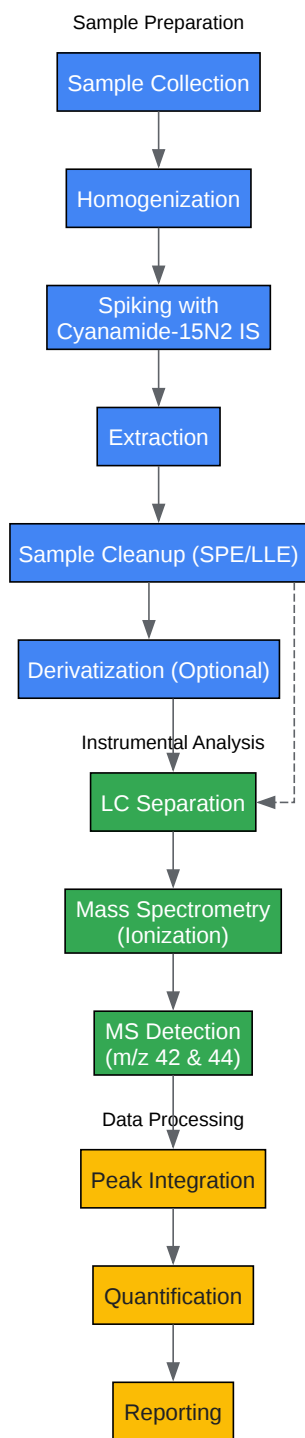 Sample Preparation
Sample Collection
Homogenization
Spiking with
Cyanamide-15N2 IS
Extraction
Sample Cleanup (SPE/LLE)
Derivatization (Optional)
Instrumental Analysis
LC Separation
Mass Spectrometry
(Ionization)
MS Detection
(m/z 42 & 44)
Data Processing
Peak Integration
Quantification
Reporting